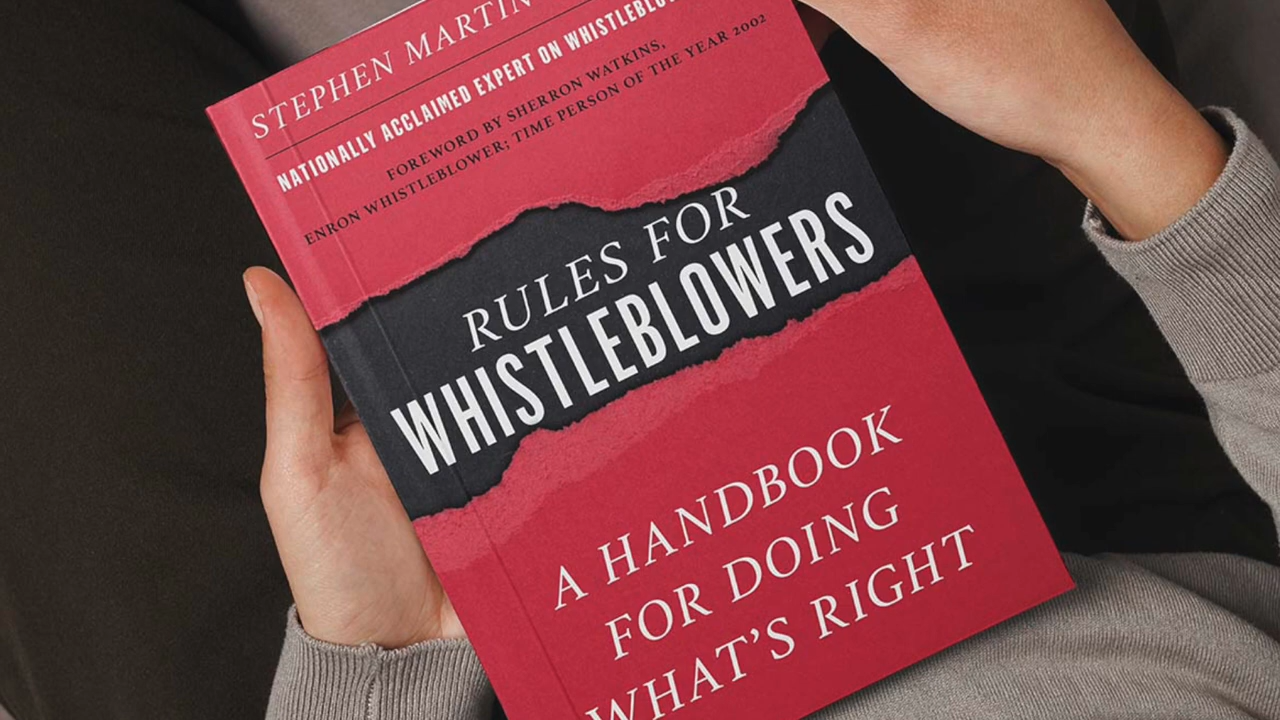 STEPHEN MARTIN
NATIONALLY ACCLAIMED EXPERT ON
FOREWORD BY SHERRON WATKINS,
ENRON WHISTLEBLOWER; TIME PERSON OF THE YEAR 2002
RULES FOR
WHISTLEBLOWERS
A HANDBOOK
FOR DOING
WHAT'S RIGHT